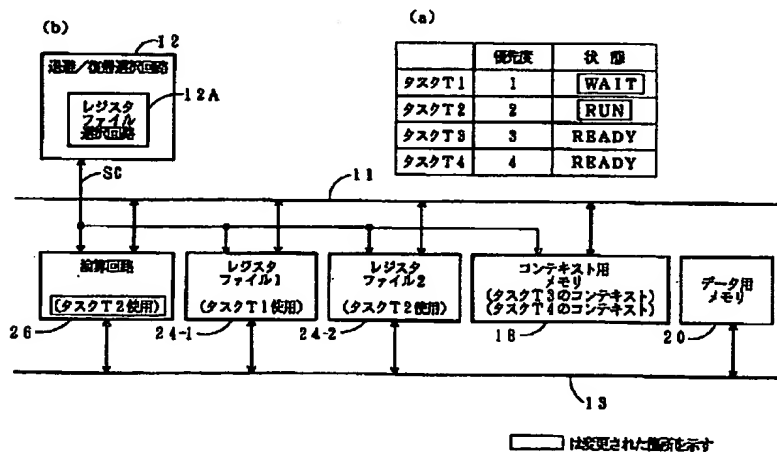 (b)
12
退避/復帰選択回路
レジスタ
ファイル
選択回路
12A
SC
(a)
優先度 状態
タスクT1 1 WAIT
タスクT2 2 RUN
タスクT3 3 READY
タスクT4 4 READY
11
演算回路
(タスクT2使用)
26
レジスタ
ファイル1
(タスクT1使用)
24-1
レジスタ
ファイル2
(タスクT2使用)
24-2
コンテキスト用
メモリ
(タスクT3のコンテキスト)
(タスクT4のコンテキスト)
18
データ用
メモリ
20
13
は変更された箇所を示す